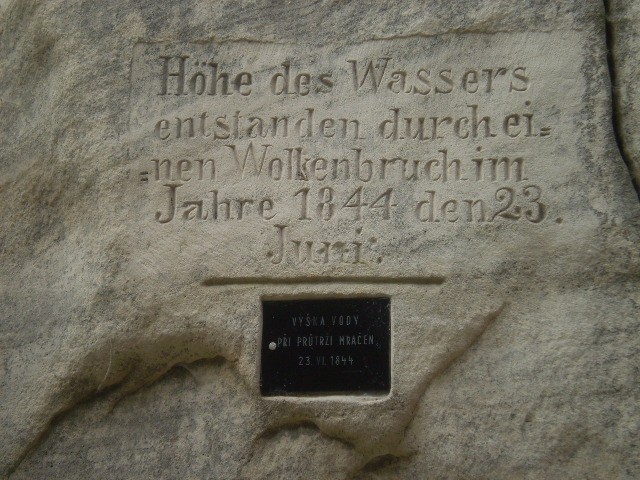 Höhe des Wassers
entstanden durch ei=
=nen Wolkenbruch im
Jahre 1844 den 23.
Juni.
VÝŠKA VODY
PŘI PRŮTRŽI MRAČEN
23. VI. 1844